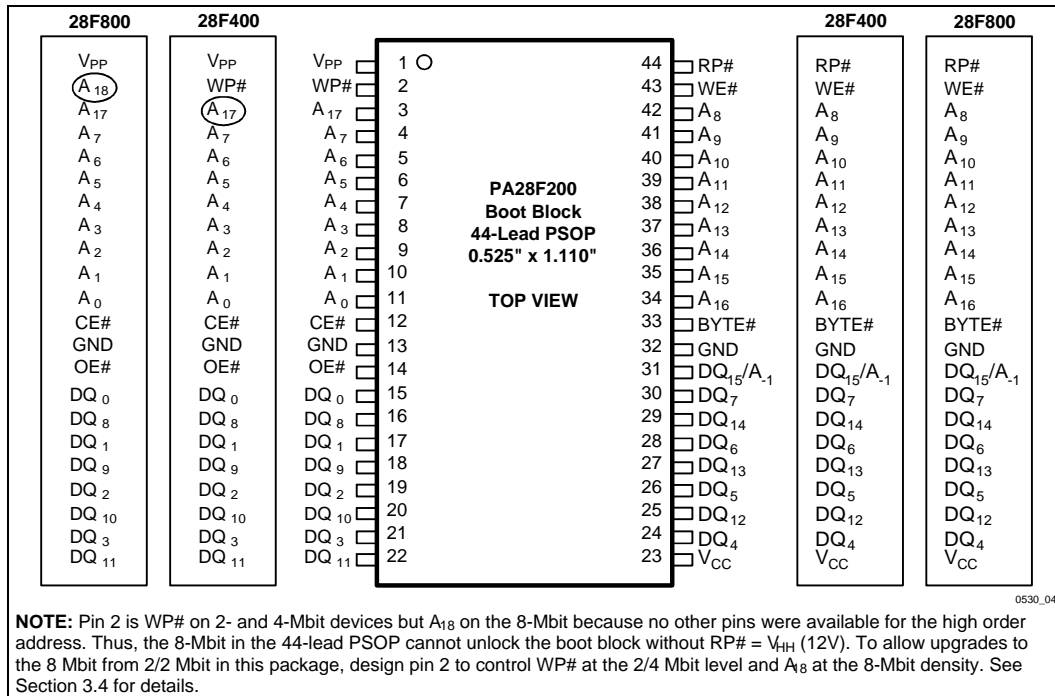 28F800 28F400 28F400 28F800
VPP VPP VPP 1 44 RP# RP# RP#
A18 WP# WP# 2 43 WE# WE# WE#
A17 A17 A17 3 42 A8 A8 A8
A7 A7 A7 4 41 A9 A9 A9
A6 A6 A6 5 40 A10 A10 A10
A5 A5 A5 6 39 A11 A11 A11
A4 A4 A4 7 38 A12 A12 A12
A3 A3 A3 8 37 A13 A13 A13
A2 A2 A2 9 36 A14 A14 A14
A1 A1 A1 10 35 A15 A15 A15
A0 A0 A0 11 34 A16 A16 A16
CE# CE# CE# 12 33 BYTE# BYTE# BYTE#
GND GND GND 13 32 GND GND GND
OE# OE# OE# 14 31 DQ15/A-1 DQ15/A-1 DQ15/A-1
DQ0 DQ0 DQ0 15 30 DQ7 DQ7 DQ7
DQ8 DQ8 DQ8 16 29 DQ14 DQ14 DQ14
DQ1 DQ1 DQ1 17 28 DQ6 DQ6 DQ6
DQ9 DQ9 DQ9 18 27 DQ13 DQ13 DQ13
DQ2 DQ2 DQ2 19 26 DQ5 DQ5 DQ5
DQ10 DQ10 DQ10 20 25 DQ12 DQ12 DQ12
DQ3 DQ3 DQ3 21 24 DQ4 DQ4 DQ4
DQ11 DQ11 DQ11 22 23 VCC VCC VCC
PA28F200
Boot Block
44-Lead PSOP
0.525" x 1.110"
TOP VIEW
0530_04
NOTE: Pin 2 is WP# on 2- and 4-Mbit devices but A18 on the 8-Mbit because no other pins were available for the high order
address. Thus, the 8-Mbit in the 44-lead PSOP cannot unlock the boot block without RP# = VHH (12V). To allow upgrades to
the 8 Mbit from 2/2 Mbit in this package, design pin 2 to control WP# at the 2/4 Mbit level and A18 at the 8-Mbit density. See
Section 3.4 for details.